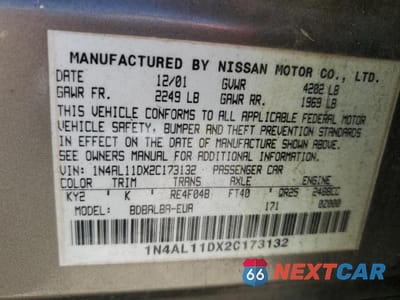 MANUFACTURED BY NISSAN MOTOR CO., LTD.
DATE 12/01 GVWR 4202 LB
GAWR FR. 2249 LB GAWR RR. 1969 LB
THIS VEHICLE CONFORMS TO ALL APPLICABLE FEDERAL MOTOR
VEHICLE SAFETY, BUMPER AND THEFT PREVENTION STANDARDS
IN EFFECT ON THE DATE OF MANUFACTURE SHOWN ABOVE.
SEE OWNERS MANUAL FOR ADDITIONAL INFORMATION
VIN: 1N4AL11DX2C173132 PASSENGER CAR
COLOR TRIM TRANS AXLE ENGINE
KY2 K RE4F04B FT40 QR25 2488CC
MODEL BDBALBA-EUA 171 02000
1N4AL11DX2C173132
66 NEXTCAR